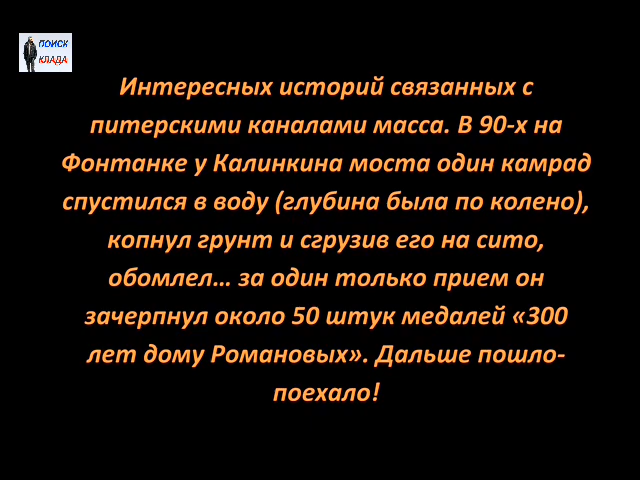 ПОИСК
КЛАДА
Интересных историй связанных с
питерскими каналами масса. В 90-х на
Фонтанке у Калинкина моста один камрад
спустился в воду (глубина была по колено),
копнул грунт и сгрузив его на сито,
обомлел... за один только прием он
зачерпнул около 50 штук медалей «300
лет дому Романовых». Дальше пошло-
поехало!